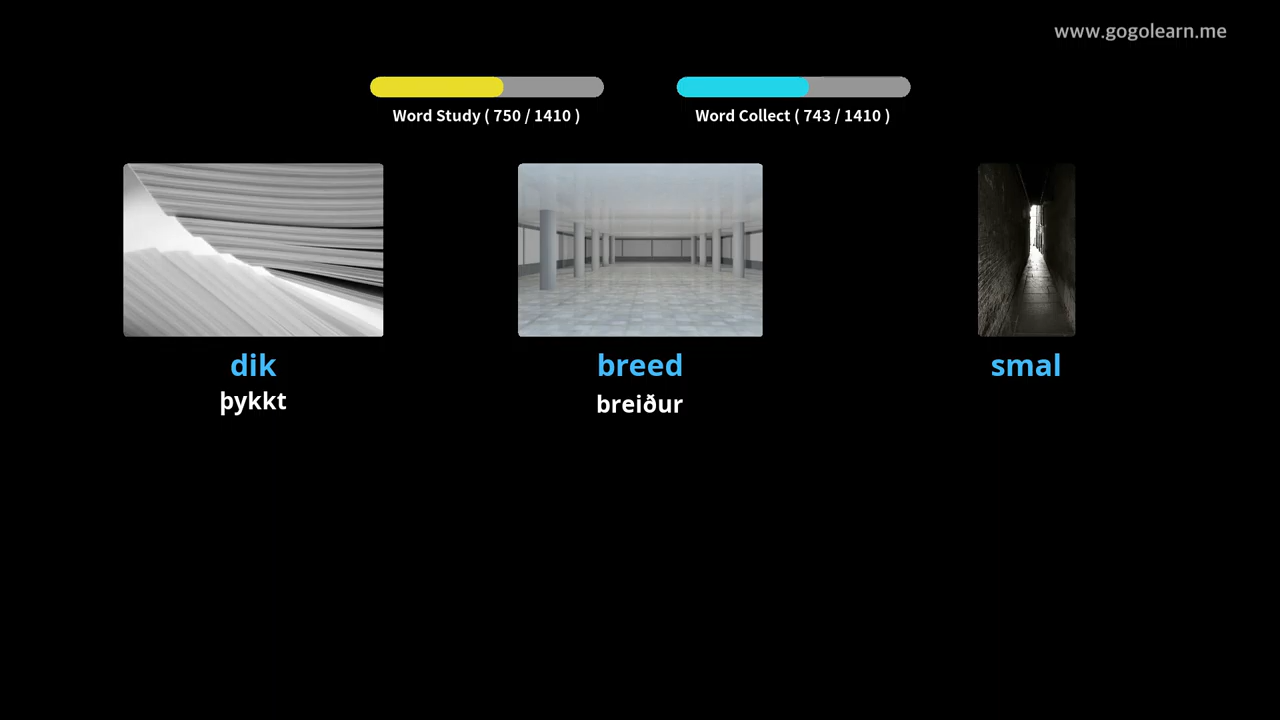 www.gogolearn.me
Word Study ( 750 / 1410 )
Word Collect ( 743 / 1410 )
dik
þykkt
breed
breiður
smal